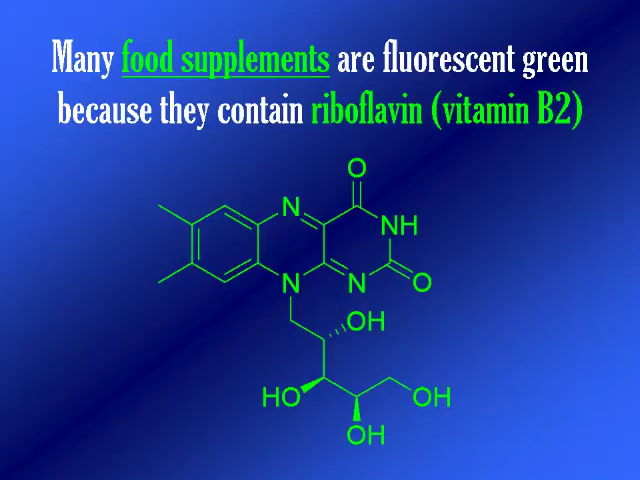 Many food supplements are fluorescent green
because they contain riboflavin (vitamin B2)
O
N
NH
N
N
O
OH
HO
OH
OH